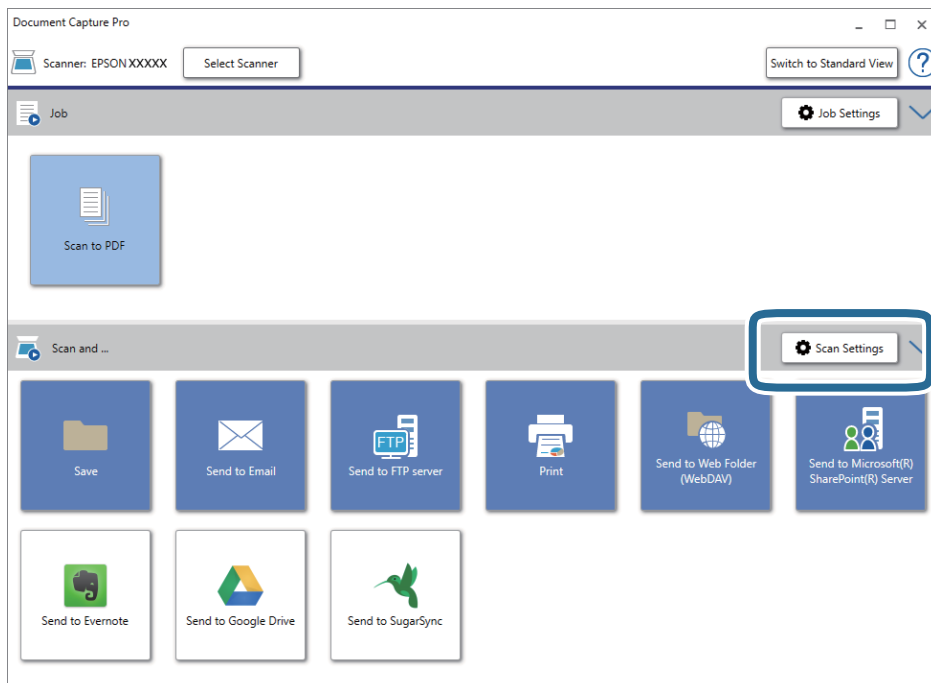 Document Capture Pro
Scanner: EPSON XXXXX
Select Scanner
Switch to Standard View
?
Job
Job Settings
Scan to PDF
Scan and ...
Scan Settings
Save
Send to Email
FTP
Send to FTP server
Print
Send to Web Folder
(WebDAV)
Send to Microsoft(R)
SharePoint(R) Server
Send to Evernote
Send to Google Drive
Send to SugarSync